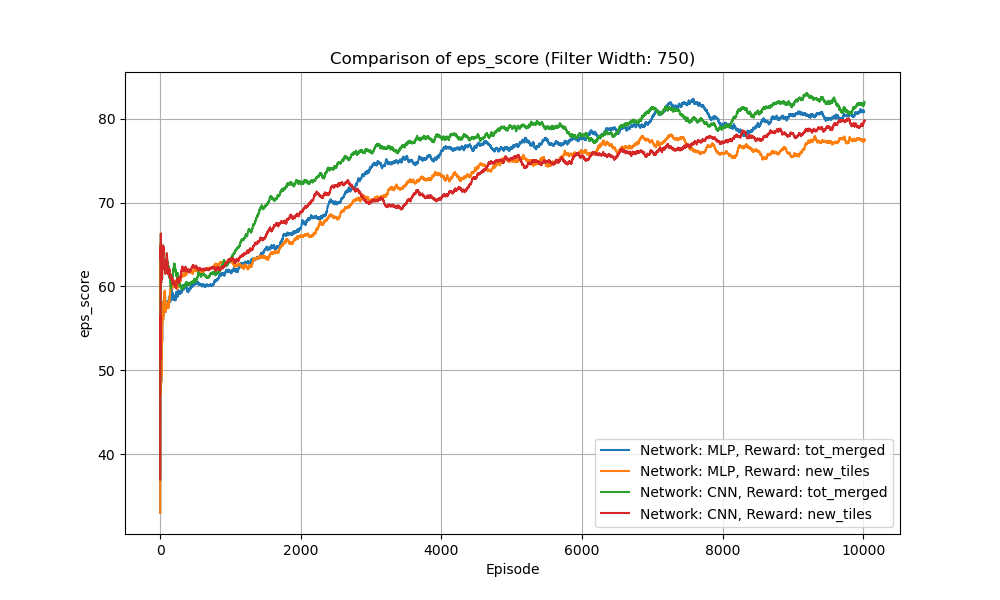 Comparison of eps_score (Filter Width: 750)
eps_score
80
70
60
50
40
0
2000
4000
6000
8000
10000
Episode
Network: MLP, Reward: tot_merged
Network: MLP, Reward: new_tiles
Network: CNN, Reward: tot_merged
Network: CNN, Reward: new_tiles